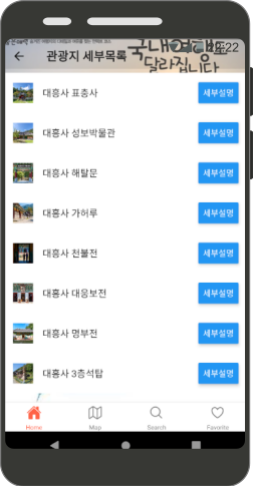 국내여행
22:22
관광지 세부목록
달라집니다
대흥사 표충사 세부설명
대흥사 성보박물관 세부설명
대흥사 해탈문 세부설명
대흥사 가허루 세부설명
대흥사 천불전 세부설명
대흥사 대웅보전 세부설명
대흥사 명부전 세부설명
대흥사 3층석탑 세부설명
Home Map Search Favorite